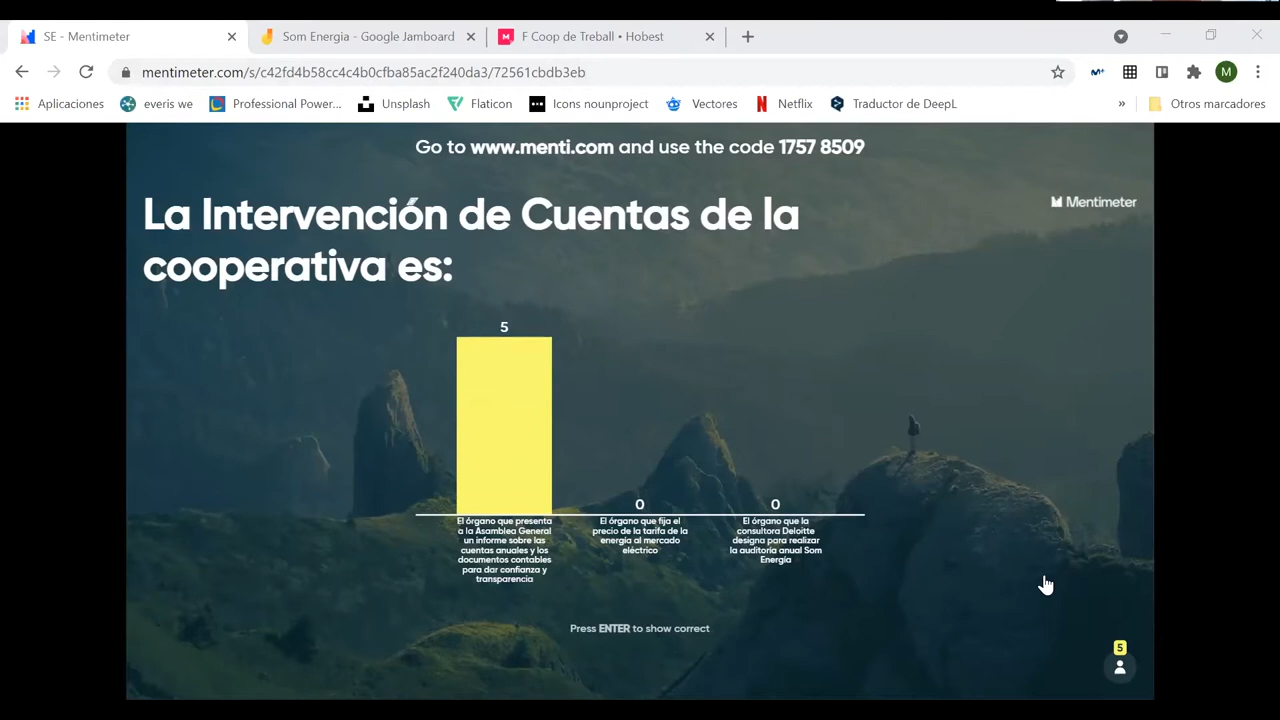 SE - Mentimeter
Som Energia - Google Jamboard
F Coop de Treball • Hobest
mentimeter.com/s/c42fd4b58cc4c4b0cfba85ac2f240da3/72561cbdb3eb
M
Aplicaciones
everis we
Professional Power...
Unsplash
Flaticon
Icons nounproject
Vectores
Netflix
Traductor de DeepL
»
Otros marcadores
Go to www.menti.com and use the code 1757 8509
Mentimeter
La Intervención de Cuentas de la
cooperativa es:
5
0
0
El órgano que presenta
a la Asamblea General
un informe sobre las
cuentas anuales y los
documentos contables
para dar confianza y
transparencia
El órgano que fija el
precio de la tarifa de la
energía al mercado
eléctrico
El órgano que la
consultora Deloitte
designa para realizar
la auditoría anual Som
Energia
Press ENTER to show correct
5